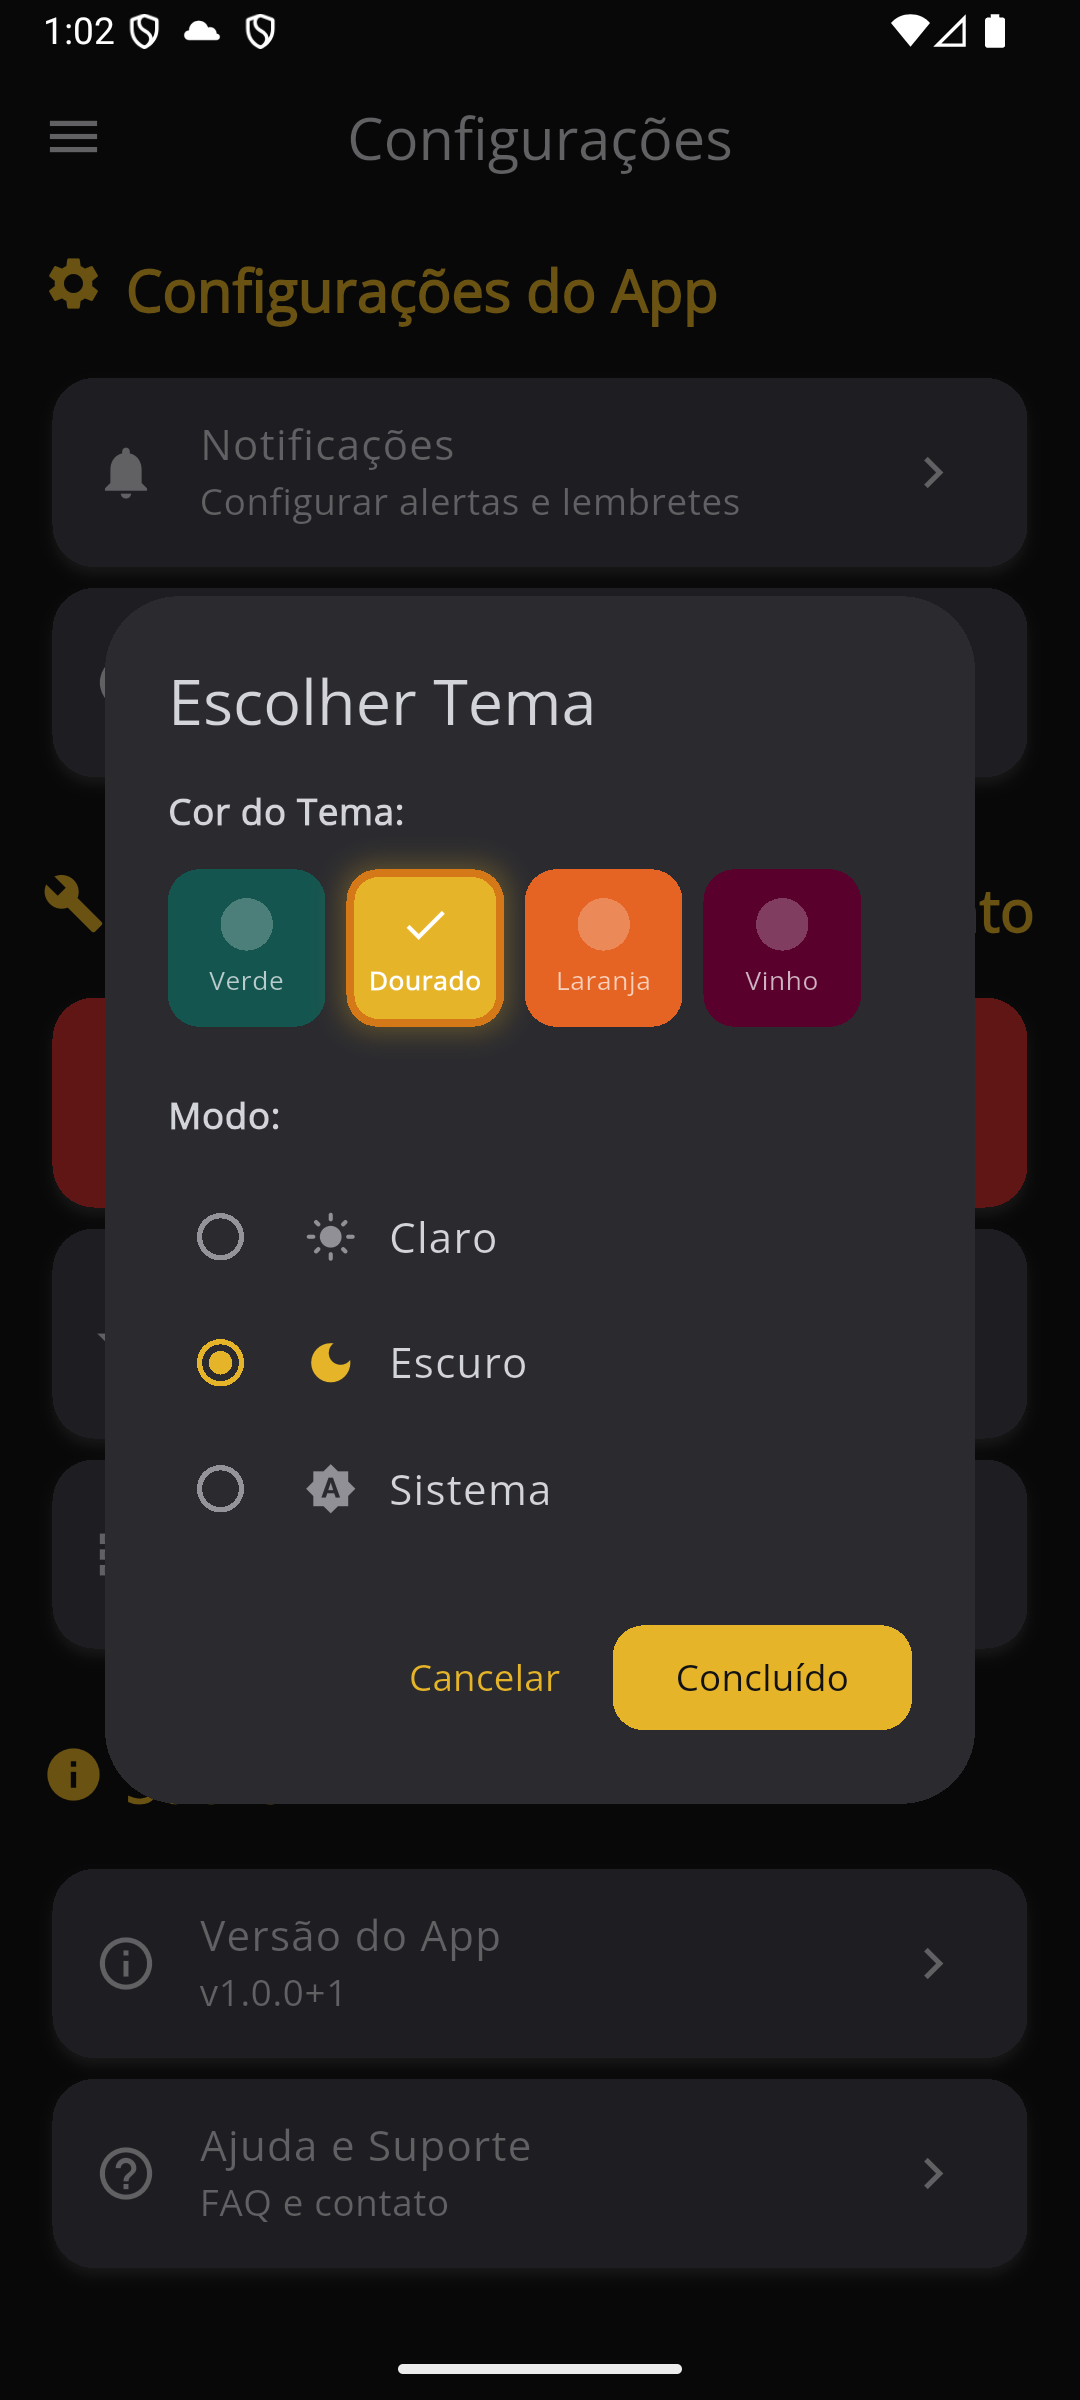 1:02
Configurações
Configurações do App
Notificações
Configurar alertas e lembretes
Escolher Tema
Cor do Tema:
Verde
Dourado
Laranja
Vinho
to
Modo:
Claro
Escuro
A
Sistema
Cancelar
Concluído
Versão do App
v1.0.0+1
Ajuda e Suporte
FAQ e contato